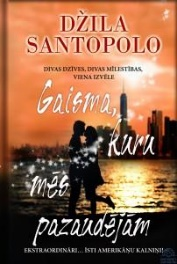 DŽILA
SANTOPOLO
DIVAS DZĪVES, DIVAS MĪLESTĪBAS,
VIENA IZVĒLE
Gaisma,
kuru
mēs
pazaudējām
EKSTRAORDINĀRI... ĪSTI AMERIKĀŅU KALNIŅI!